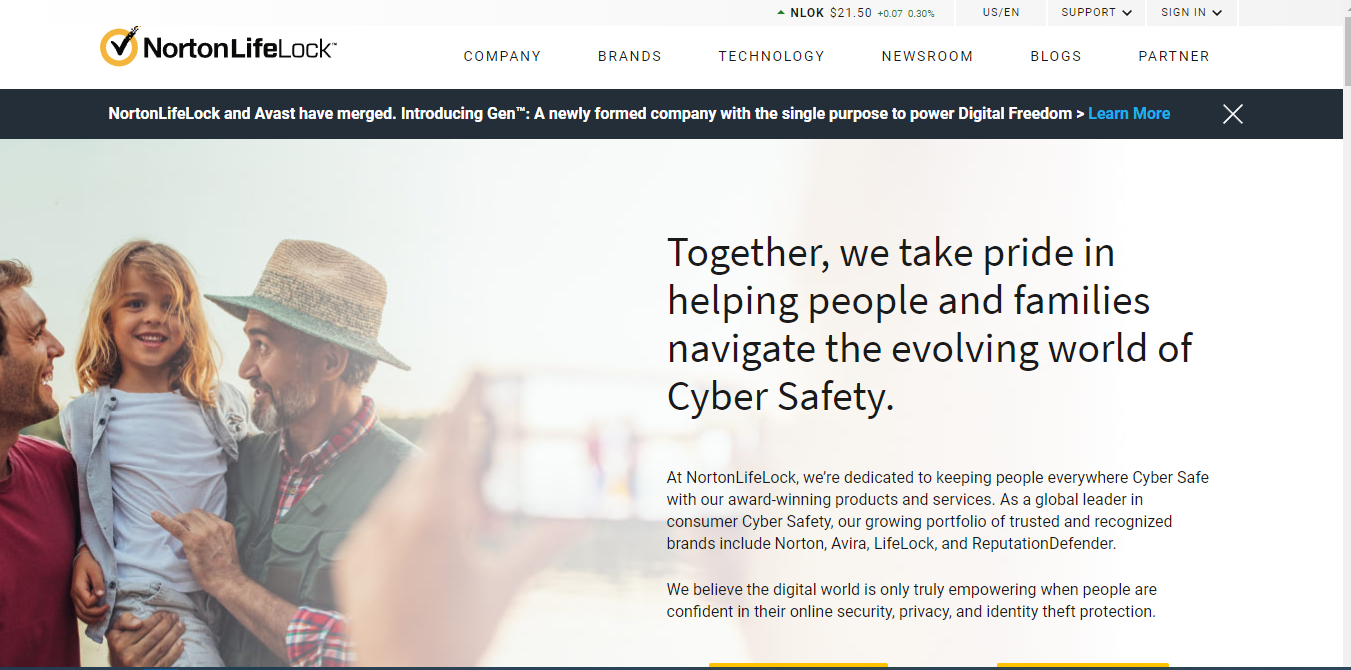 NLOK $21.50 +0.07 0.30%
US/EN
SUPPORT
SIGN IN
NortonLifeLock™
COMPANY
BRANDS
TECHNOLOGY
NEWSROOM
BLOGS
PARTNER
NortonLifeLock and Avast have merged. Introducing Gen™: A newly formed company with the single purpose to power Digital Freedom > Learn More
Together, we take pride in
helping people and families
navigate the evolving world of
Cyber Safety.
At NortonLifeLock, we’re dedicated to keeping people everywhere Cyber Safe
with our award-winning products and services. As a global leader in
consumer Cyber Safety, our growing portfolio of trusted and recognized
brands include Norton, Avira, LifeLock, and ReputationDefender.
We believe the digital world is only truly empowering when people are
confident in their online security, privacy, and identity theft protection.